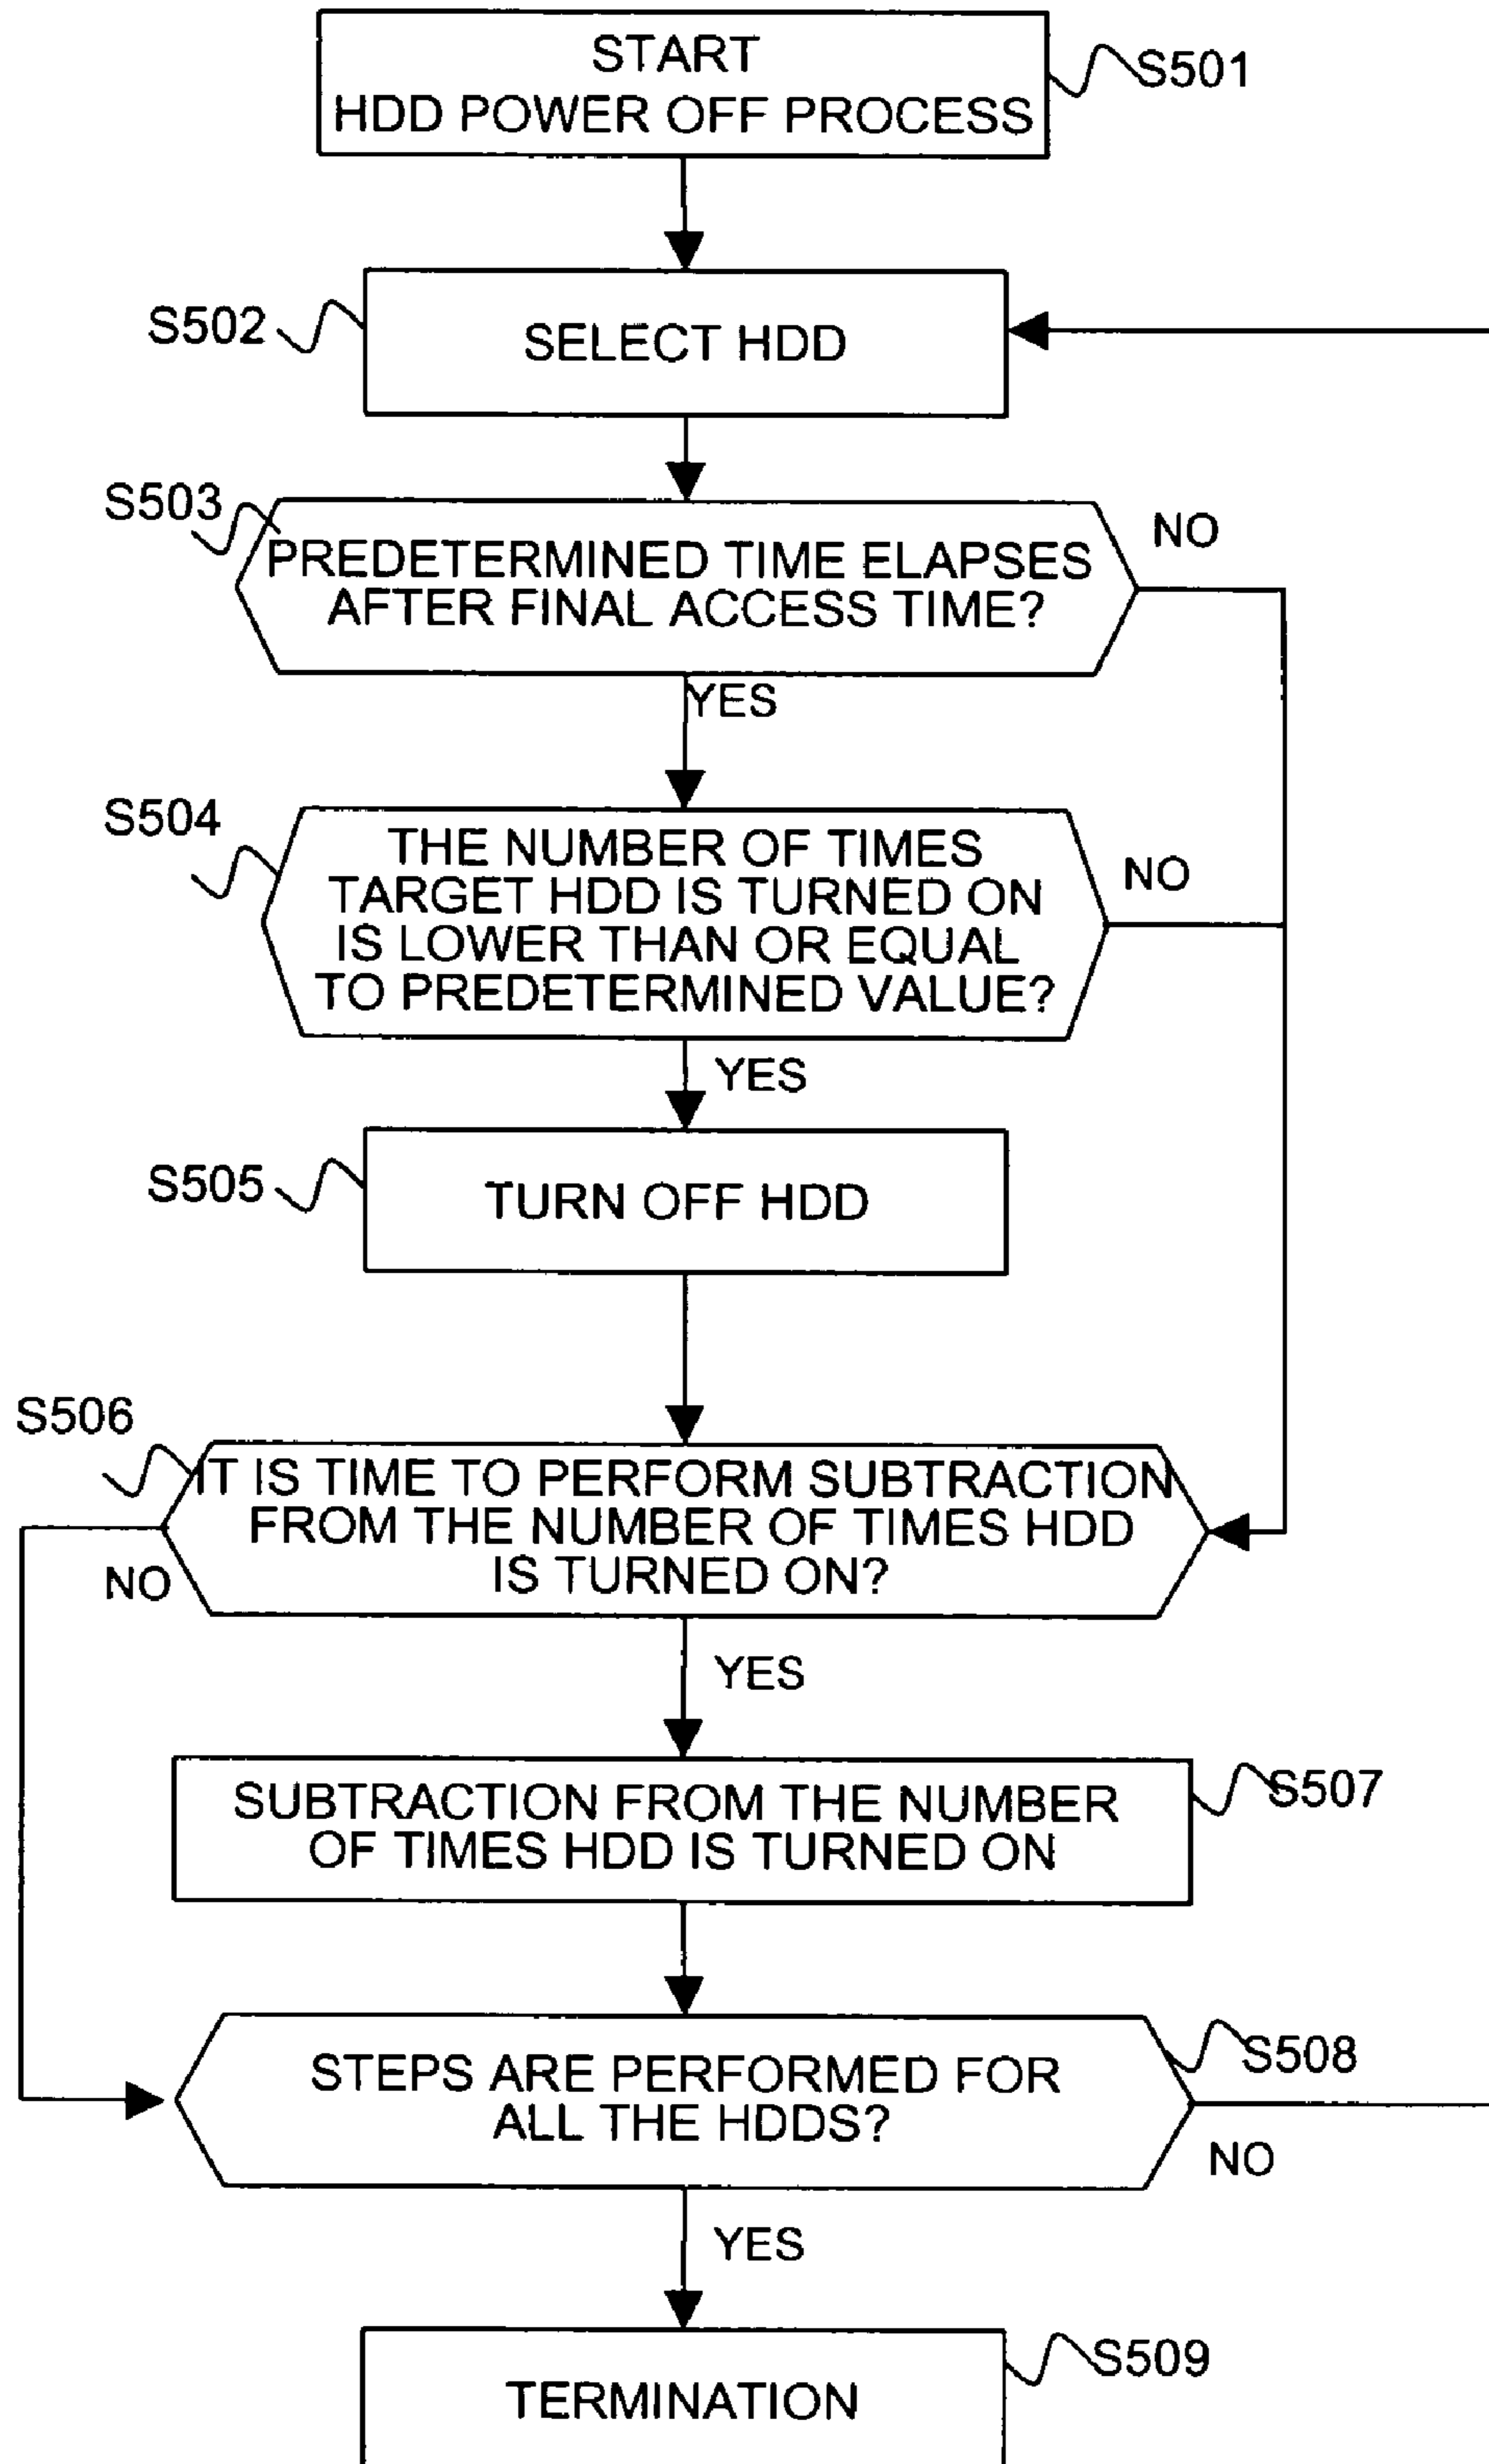 START
HDD POWER OFF PROCESS
S501
S502
SELECT HDD
S503
PREDETERMINED TIME ELAPSES
AFTER FINAL ACCESS TIME?
NO
YES
S504
THE NUMBER OF TIMES
TARGET HDD IS TURNED ON
IS LOWER THAN OR EQUAL
TO PREDETERMINED VALUE?
NO
YES
S505
TURN OFF HDD
S506
IT IS TIME TO PERFORM SUBTRACTION
FROM THE NUMBER OF TIMES HDD
IS TURNED ON?
NO
YES
SUBTRACTION FROM THE NUMBER
OF TIMES HDD IS TURNED ON
S507
STEPS ARE PERFORMED FOR
ALL THE HDDS?
S508
NO
YES
TERMINATION
S509